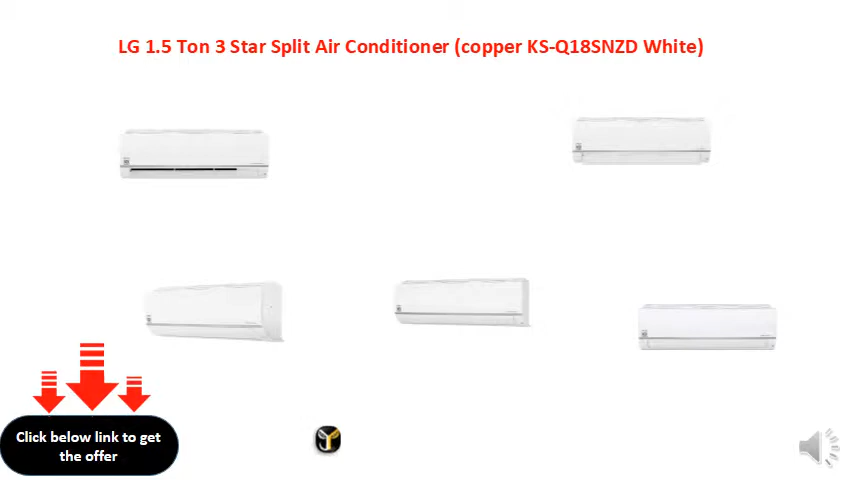 LG 1.5 Ton 3 Star Split Air Conditioner (copper KS-Q18SNZD White)
Click below link to get
the offer